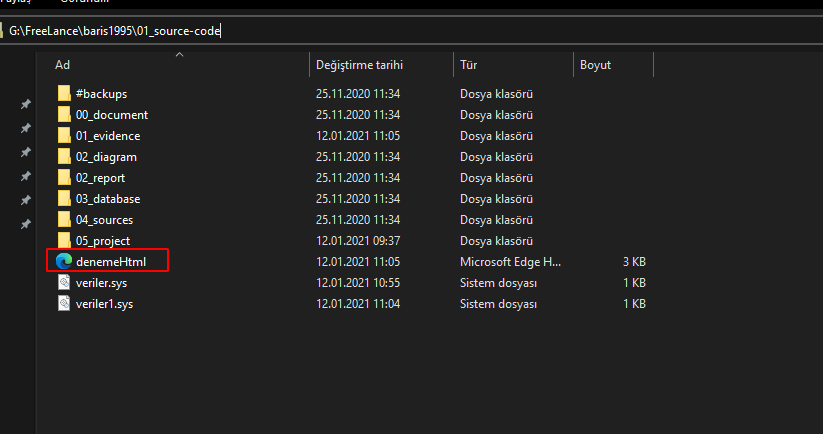 G:\FreeLance\baris1995\01_source-code
Ad Değiştirme tarihi Tür Boyut
#backups 25.11.2020 11:34 Dosya klasörü
00_document 25.11.2020 11:34 Dosya klasörü
01_evidence 12.01.2021 11:05 Dosya klasörü
02_diagram 25.11.2020 11:34 Dosya klasörü
02_report 25.11.2020 11:34 Dosya klasörü
03_database 25.11.2020 11:34 Dosya klasörü
04_sources 25.11.2020 11:34 Dosya klasörü
05_project 12.01.2021 09:37 Dosya klasörü
denemeHtml 12.01.2021 11:05 Microsoft Edge H... 3 KB
veriler.sys 12.01.2021 10:55 Sistem dosyası 1 KB
veriler1.sys 12.01.2021 11:04 Sistem dosyası 1 KB